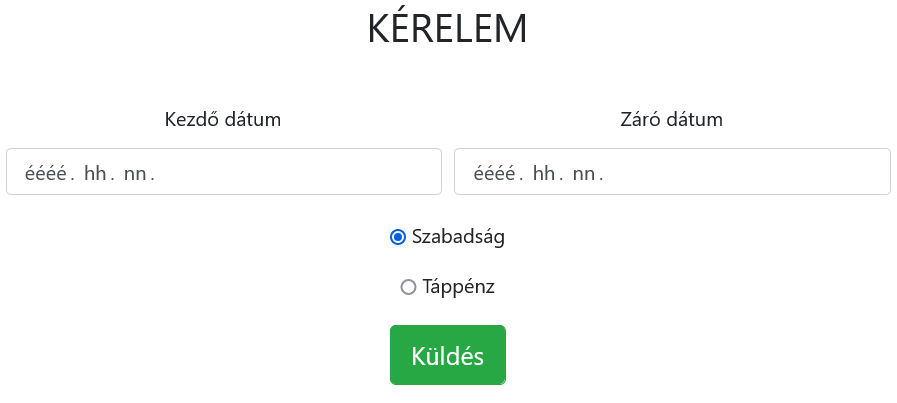 KÉRELEM
Kezdő dátum
Záró dátum
éééé. hh. nn.
éééé. hh. nn.
Szabadság
Táppénz
Küldés